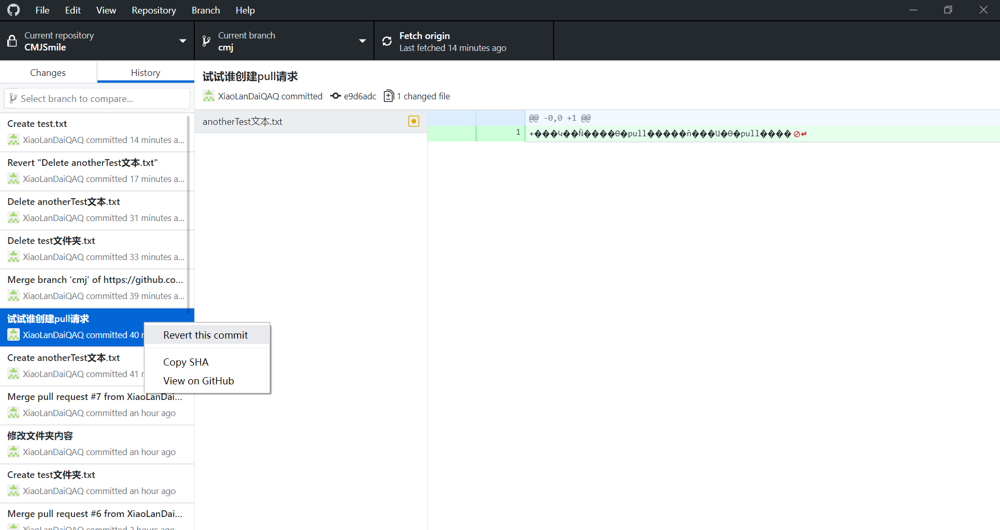 File Edit View Repository Branch Help
Current repository
CMJSmile
Current branch
cmj
Fetch origin
Last fetched 14 minutes ago
Changes
History
Select branch to compare...
Create test.txt
XiaoLanDaiQAQ committed 14 minutes a...
Revert "Delete anotherTest文本.txt"
XiaoLanDaiQAQ committed 17 minutes a...
Delete anotherTest文本.txt
XiaoLanDaiQAQ committed 31 minutes a...
Delete test文件夹.txt
XiaoLanDaiQAQ committed 33 minutes a...
Merge branch 'cmj' of https://github.co...
XiaoLanDaiQAQ committed 39 minutes a...
试试谁创建pull请求
XiaoLanDaiQAQ committed 40
Create anotherTest文本.txt
XiaoLanDaiQAQ committed 41
Merge pull request #7 from XiaoLanDai...
XiaoLanDaiQAQ committed an hour ago
修改文件夹内容
XiaoLanDaiQAQ committed an hour ago
Create test文件夹.txt
XiaoLanDaiQAQ committed an hour ago
Merge pull request #6 from XiaoLanDai...
XiaoLanDaiQAQ committed 2 hours ago
Revert this commit
Copy SHA
View on GitHub
试试谁创建pull请求
XiaoLanDaiQAQ committed e9d6adc 1 changed file
anotherTest文本.txt
@@ -0,0 +1 @@
1 +���Կ��Ñ����Ө�pull�����ǹ���Ս�Ө�pull����